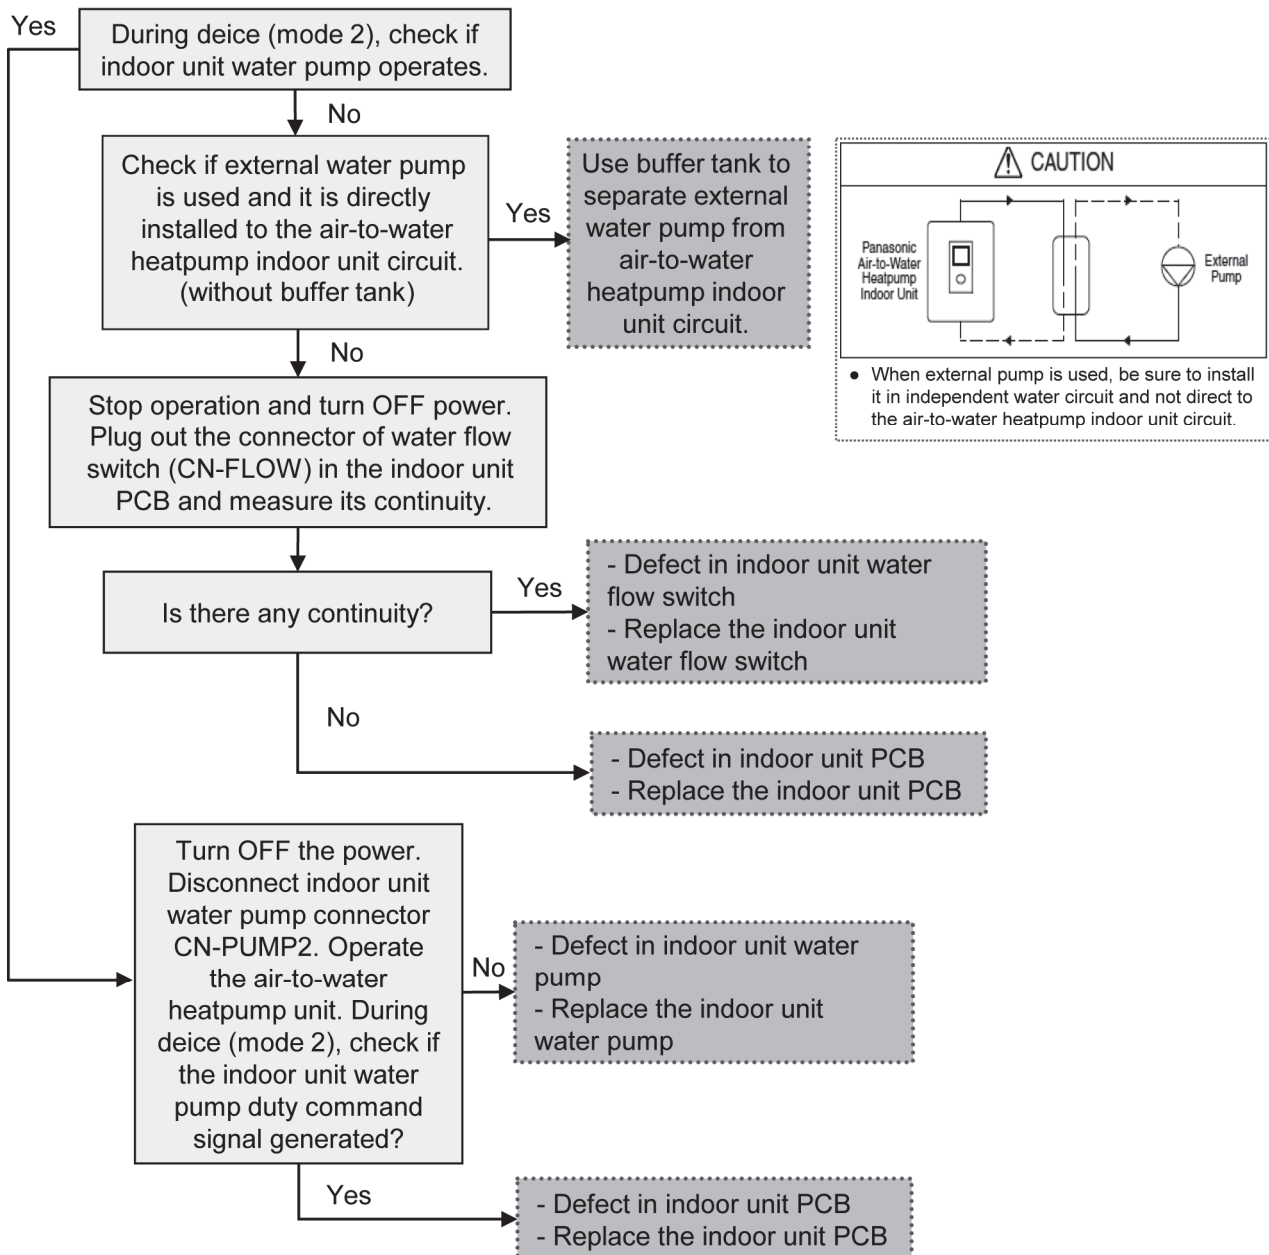 Yes
During deice (mode 2), check if
indoor unit water pump operates.
No
Check if external water pump
is used and it is directly
installed to the air-to-water
heatpump indoor unit circuit.
(without buffer tank)
Yes
Use buffer tank to
separate external
water pump from
air-to-water
heatpump indoor
unit circuit.
CAUTION
Panasonic
Air-to-Water
Heatpump
Indoor Unit
External
Pump
● When external pump is used, be sure to install
it in independent water circuit and not direct to
the air-to-water heatpump indoor unit circuit.
No
Stop operation and turn OFF power.
Plug out the connector of water flow
switch (CN-FLOW) in the indoor unit
PCB and measure its continuity.
Is there any continuity?
Yes
- Defect in indoor unit water
flow switch
- Replace the indoor unit
water flow switch
No
- Defect in indoor unit PCB
- Replace the indoor unit PCB
Turn OFF the power.
Disconnect indoor unit
water pump connector
CN-PUMP2. Operate
the air-to-water
heatpump unit. During
deice (mode 2), check if
the indoor unit water
pump duty command
signal generated?
No
- Defect in indoor unit water
pump
- Replace the indoor unit
water pump
Yes
- Defect in indoor unit PCB
- Replace the indoor unit PCB